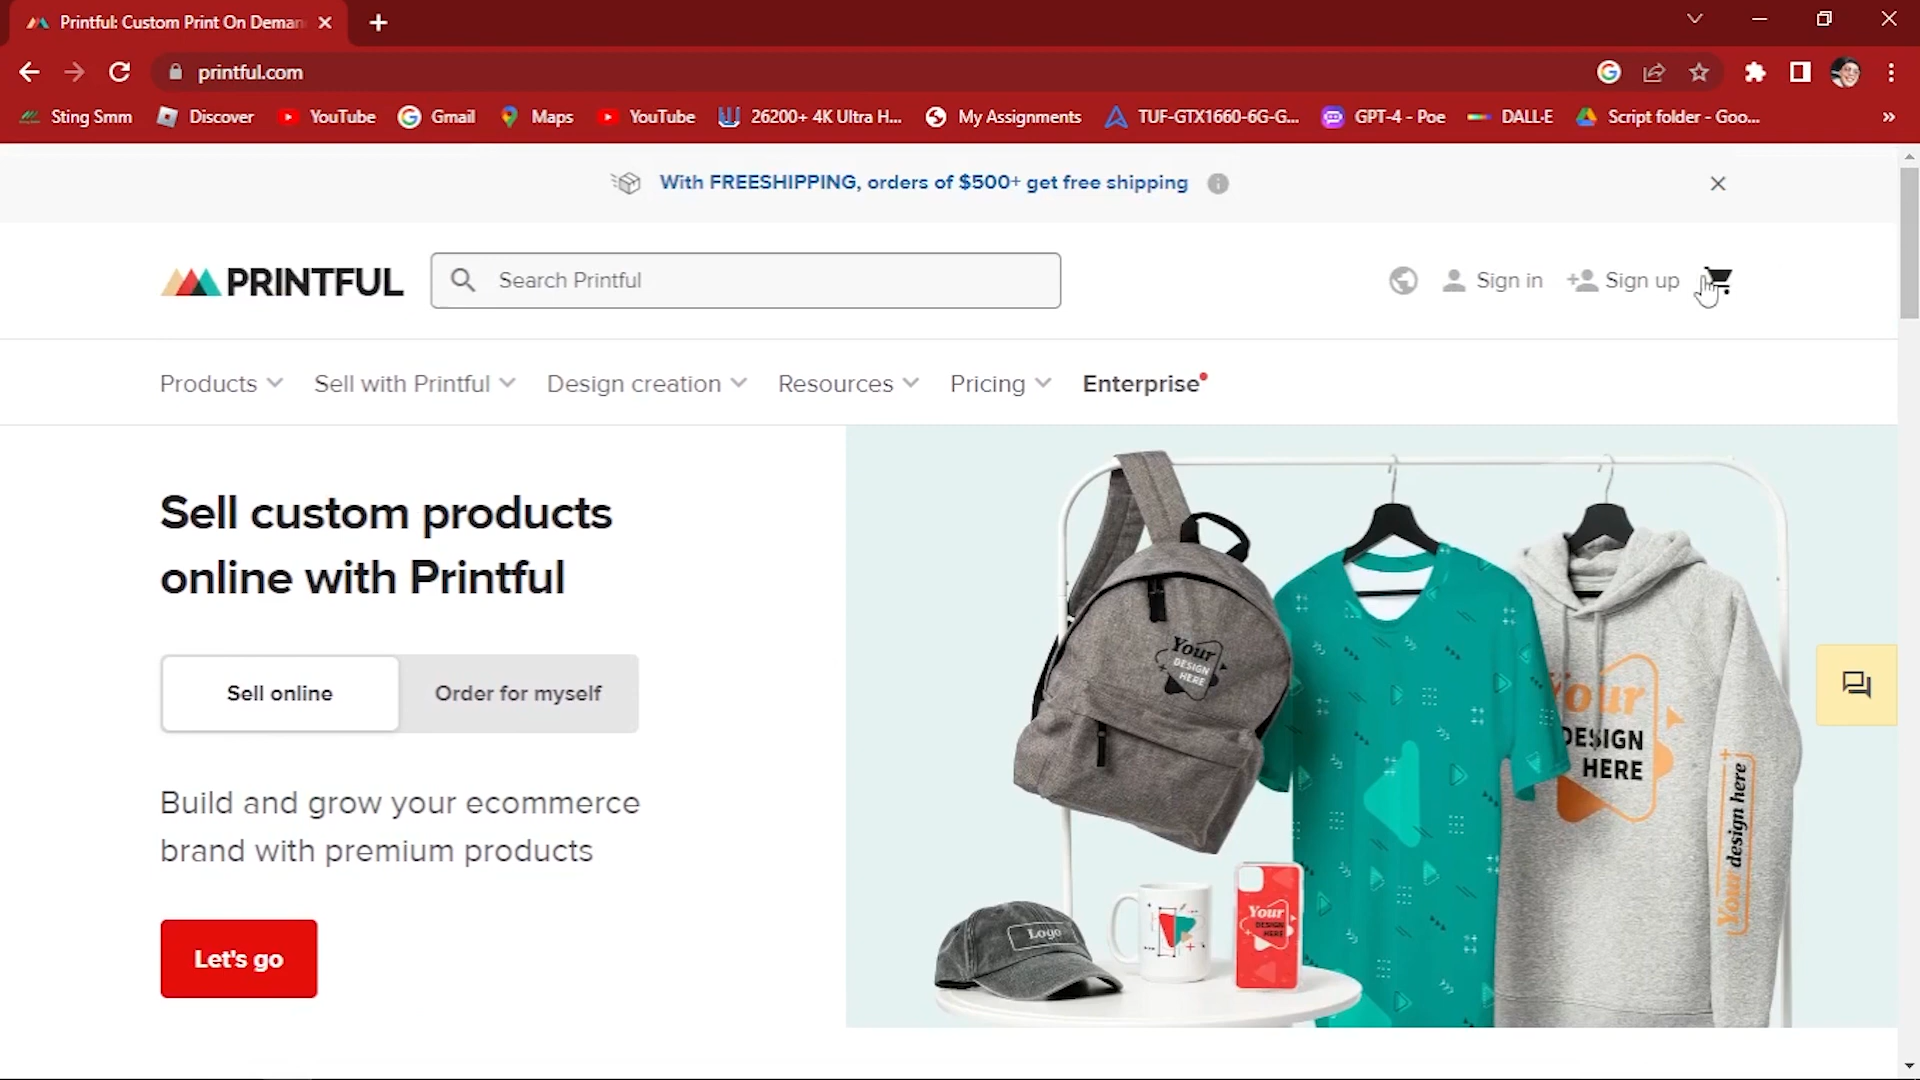 Printful: Custom Print On Deman
printful.com
Sting Smm
Discover
YouTube
Gmail
Maps
YouTube
26200+ 4K Ultra H...
My Assignments
TUF-GTX1660-6G-G...
GPT-4 - Poe
DALL·E
Script folder - Goo...
With FREESHIPPING, orders of $500+ get free shipping
PRINTFUL
Search Printful
Sign in
Sign up
Products
Sell with Printful
Design creation
Resources
Pricing
Enterprise
Sell custom products
online with Printful
Sell online
Order for myself
Build and grow your ecommerce
brand with premium products
Let's go
Your
DESIGN
HERE
Your
DESIGN
HERE
Your design here
Logo
Your
DESIGN
HERE